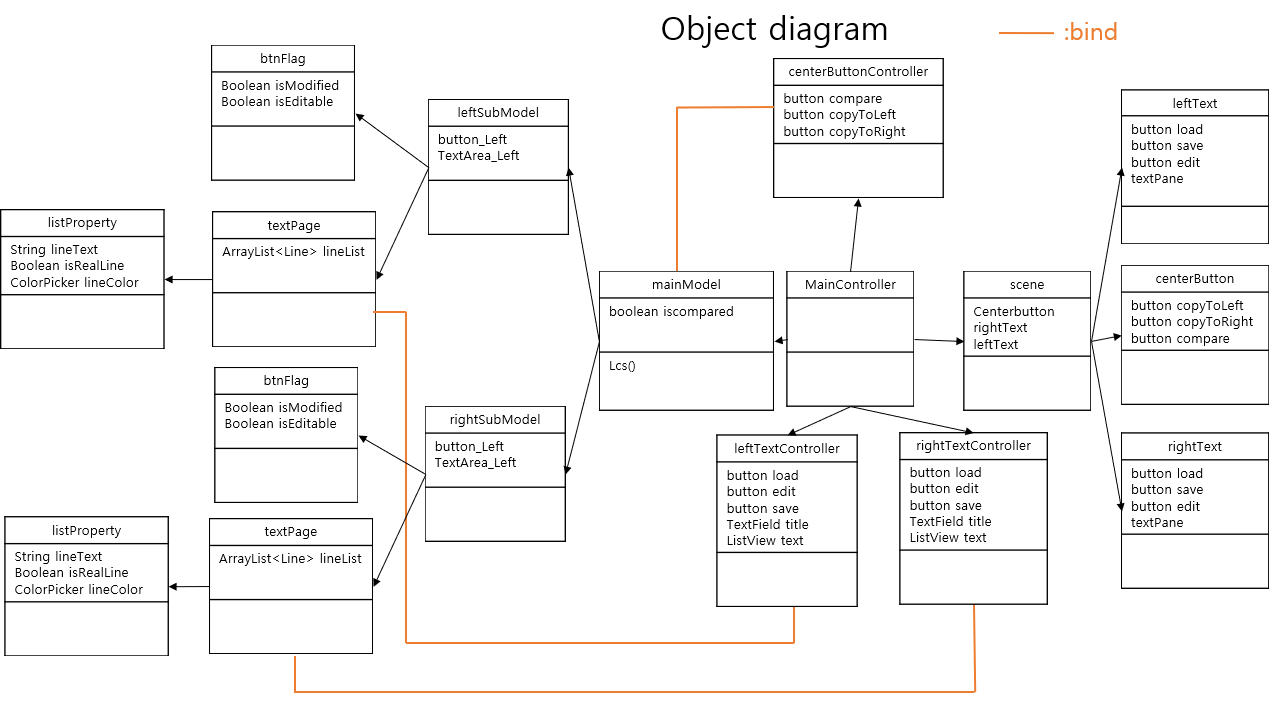 Object diagram
:bind
btnFlag
Boolean isModified
Boolean isEditable
leftSubModel
button_Left
TextArea_Left
centerButtonController
button compare
button copyToLeft
button copyToRight
leftText
button load
button save
button edit
textPane
listProperty
String lineText
Boolean isRealLine
ColorPicker lineColor
textPage
ArrayList<Line> lineList
mainModel
boolean iscompared
Lcs()
MainController
scene
Centerbutton
rightText
leftText
centerButton
button copyToLeft
button copyToRight
button compare
btnFlag
Boolean isModified
Boolean isEditable
rightSubModel
button_Left
TextArea_Left
leftTextController
button load
button edit
button save
TextField title
ListView text
rightTextController
button load
button edit
button save
TextField title
ListView text
rightText
button load
button save
button edit
textPane
listProperty
String lineText
Boolean isRealLine
ColorPicker lineColor
textPage
ArrayList<Line> lineList